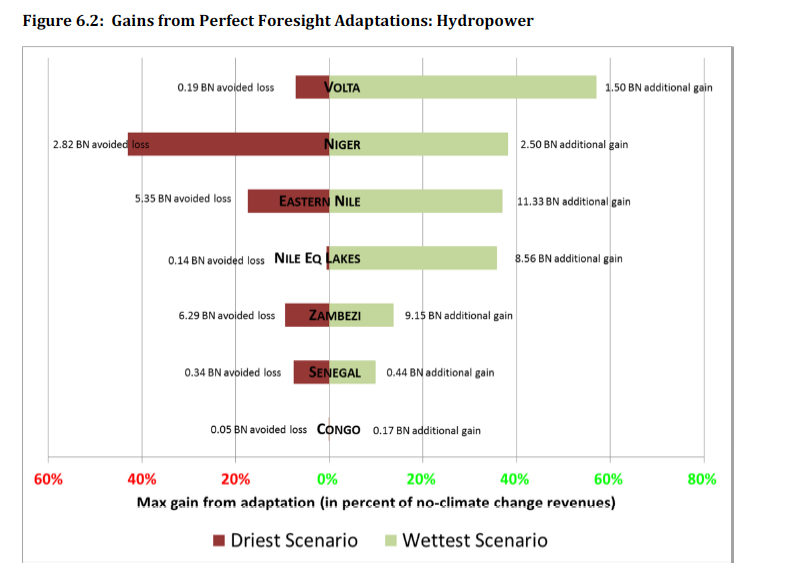 Figure 6.2: Gains from Perfect Foresight Adaptations: Hydropower
0.19 BN avoided loss VOLTA 1.50 BN additional gain
2.82 BN avoided loss NIGER 2.50 BN additional gain
5.35 BN avoided loss EASTERN NILE 11.33 BN additional gain
0.14 BN avoided loss NILE EQ LAKES 8.56 BN additional gain
6.29 BN avoided loss ZAMBEZI 9.15 BN additional gain
0.34 BN avoided loss SENEGAL 0.44 BN additional gain
0.05 BN avoided loss CONGO 0.17 BN additional gain
60% 40% 20% 0% 20% 40% 60% 80%
Max gain from adaptation (in percent of no-climate change revenues)
Driest Scenario Wettest Scenario